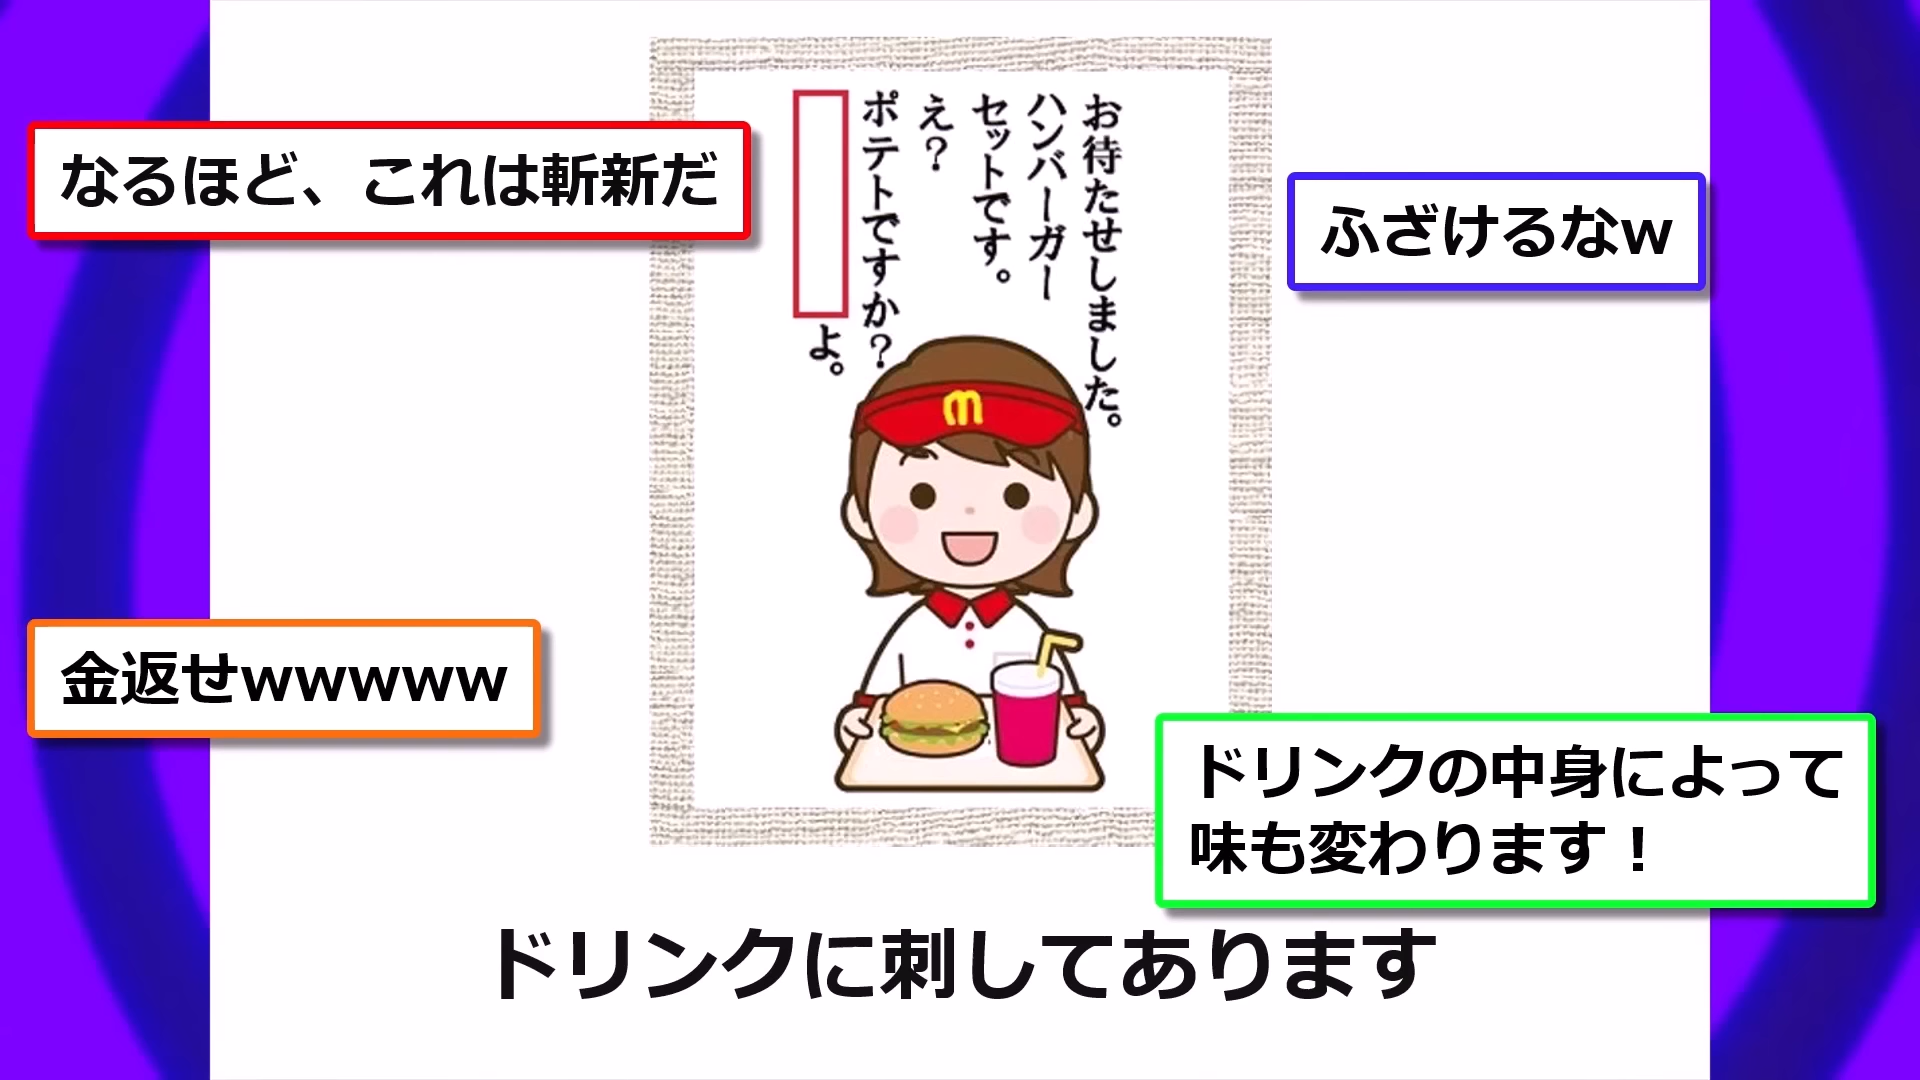 お待たせしました。
ハンバーガー
セットです。
え？
ポテトですか？
よ。
なるほど、これは斬新だ
ふざけるなw
金返せwwwww
ドリンクの中身によって
味も変わります！
ドリンクに刺してあります